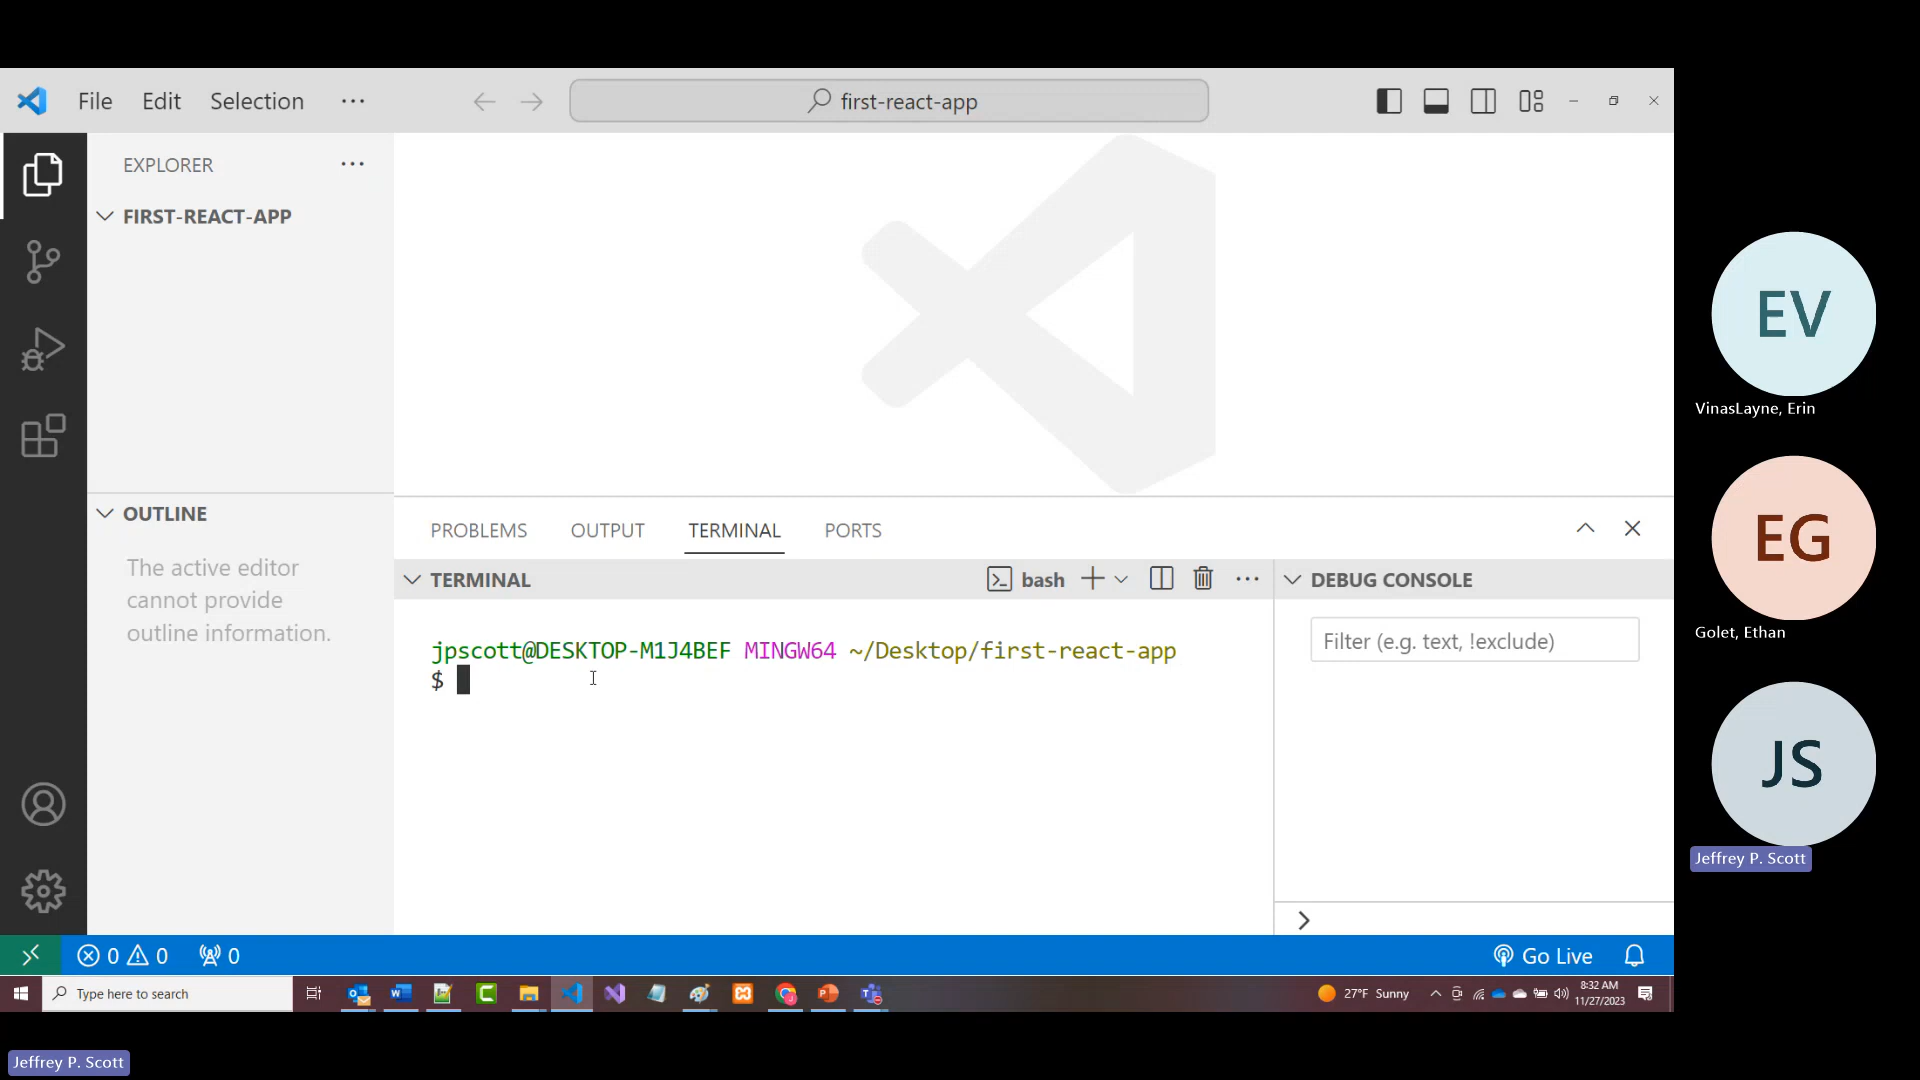 File Edit Selection ···
first-react-app
EXPLORER ···
FIRST-REACT-APP
OUTLINE
The active editor
cannot provide
outline information.
PROBLEMS OUTPUT TERMINAL PORTS
TERMINAL bash ···
DEBUG CONSOLE
Filter (e.g. text, !exclude)
jpscott@DESKTOP-M1J4BEF MINGW64 ~/Desktop/first-react-app
$
0 0 0
Go Live
Type here to search
27°F Sunny
8:32 AM
11/27/2023
EV
VinasLayne, Erin
EG
Golet, Ethan
JS
Jeffrey P. Scott
Jeffrey P. Scott